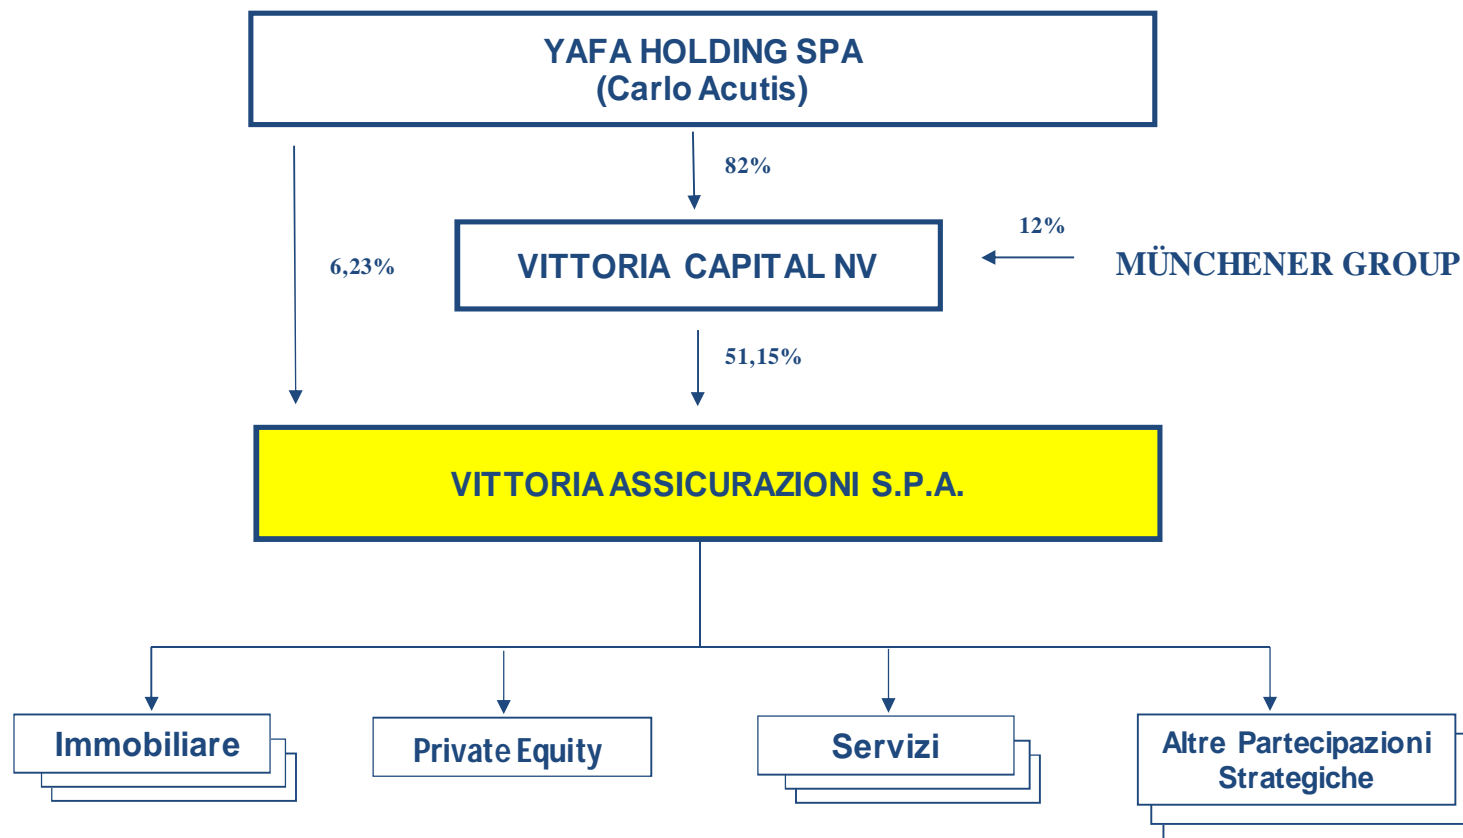 YAFA HOLDING SPA
(Carlo Acutis)
82%
12%
6,23%
VITTORIA CAPITAL NV
MÜNCHENER GROUP
51,15%
VITTORIA ASSICURAZIONI S.P.A.
Immobiliare
Private Equity
Servizi
Altre Partecipazioni
Strategiche